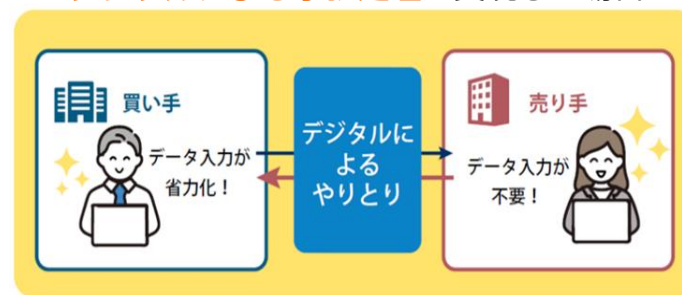 買い手
データ入力が
省力化！
デジタルに
よる
やりとり
売り手
データ入力が
不要！